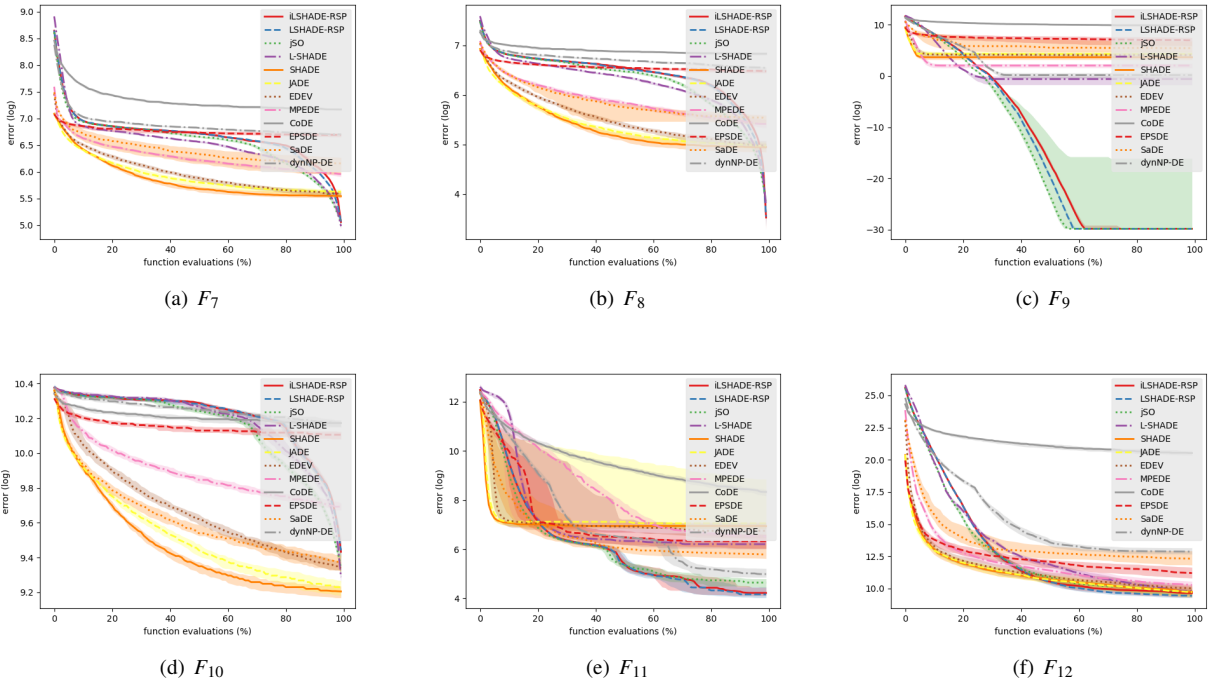 9.0
8.5
8.0
7.5
7.0
6.5
6.0
5.5
5.0
error (log)
0 20 40 60 80 100
function evaluations (%)
iLSHADE-RSP
LSHADE-RSP
jSO
L-SHADE
SHADE
JADE
EDEV
MPEDE
CoDE
EPSDE
SaDE
dynNP-DE
(a) F7
7
6
5
4
error (log)
0 20 40 60 80 100
function evaluations (%)
iLSHADE-RSP
LSHADE-RSP
jSO
L-SHADE
SHADE
JADE
EDEV
MPEDE
CoDE
EPSDE
SaDE
dynNP-DE
(b) F8
10
0
−10
−20
−30
error (log)
0 20 40 60 80 100
function evaluations (%)
iLSHADE-RSP
LSHADE-RSP
jSO
L-SHADE
SHADE
JADE
EDEV
MPEDE
CoDE
EPSDE
SaDE
dynNP-DE
(c) F9
10.4
10.2
10.0
9.8
9.6
9.4
9.2
error (log)
0 20 40 60 80 100
function evaluations (%)
iLSHADE-RSP
LSHADE-RSP
jSO
L-SHADE
SHADE
JADE
EDEV
MPEDE
CoDE
EPSDE
SaDE
dynNP-DE
(d) F10
12
10
8
6
4
error (log)
0 20 40 60 80 100
function evaluations (%)
iLSHADE-RSP
LSHADE-RSP
jSO
L-SHADE
SHADE
JADE
EDEV
MPEDE
CoDE
EPSDE
SaDE
dynNP-DE
(e) F11
25.0
22.5
20.0
17.5
15.0
12.5
10.0
error (log)
0 20 40 60 80 100
function evaluations (%)
iLSHADE-RSP
LSHADE-RSP
jSO
L-SHADE
SHADE
JADE
EDEV
MPEDE
CoDE
EPSDE
SaDE
dynNP-DE
(f) F12